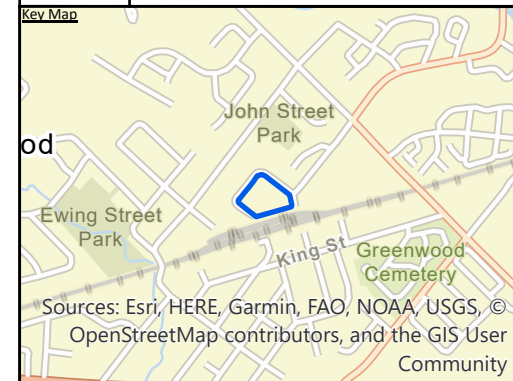 Key Map
John Street
Park
od
Ewing Street
Park
King St
Greenwood
Cemetery
Sources: Esri, HERE, Garmin, FAO, NOAA, USGS, ©
OpenStreetMap contributors, and the GIS User
Community